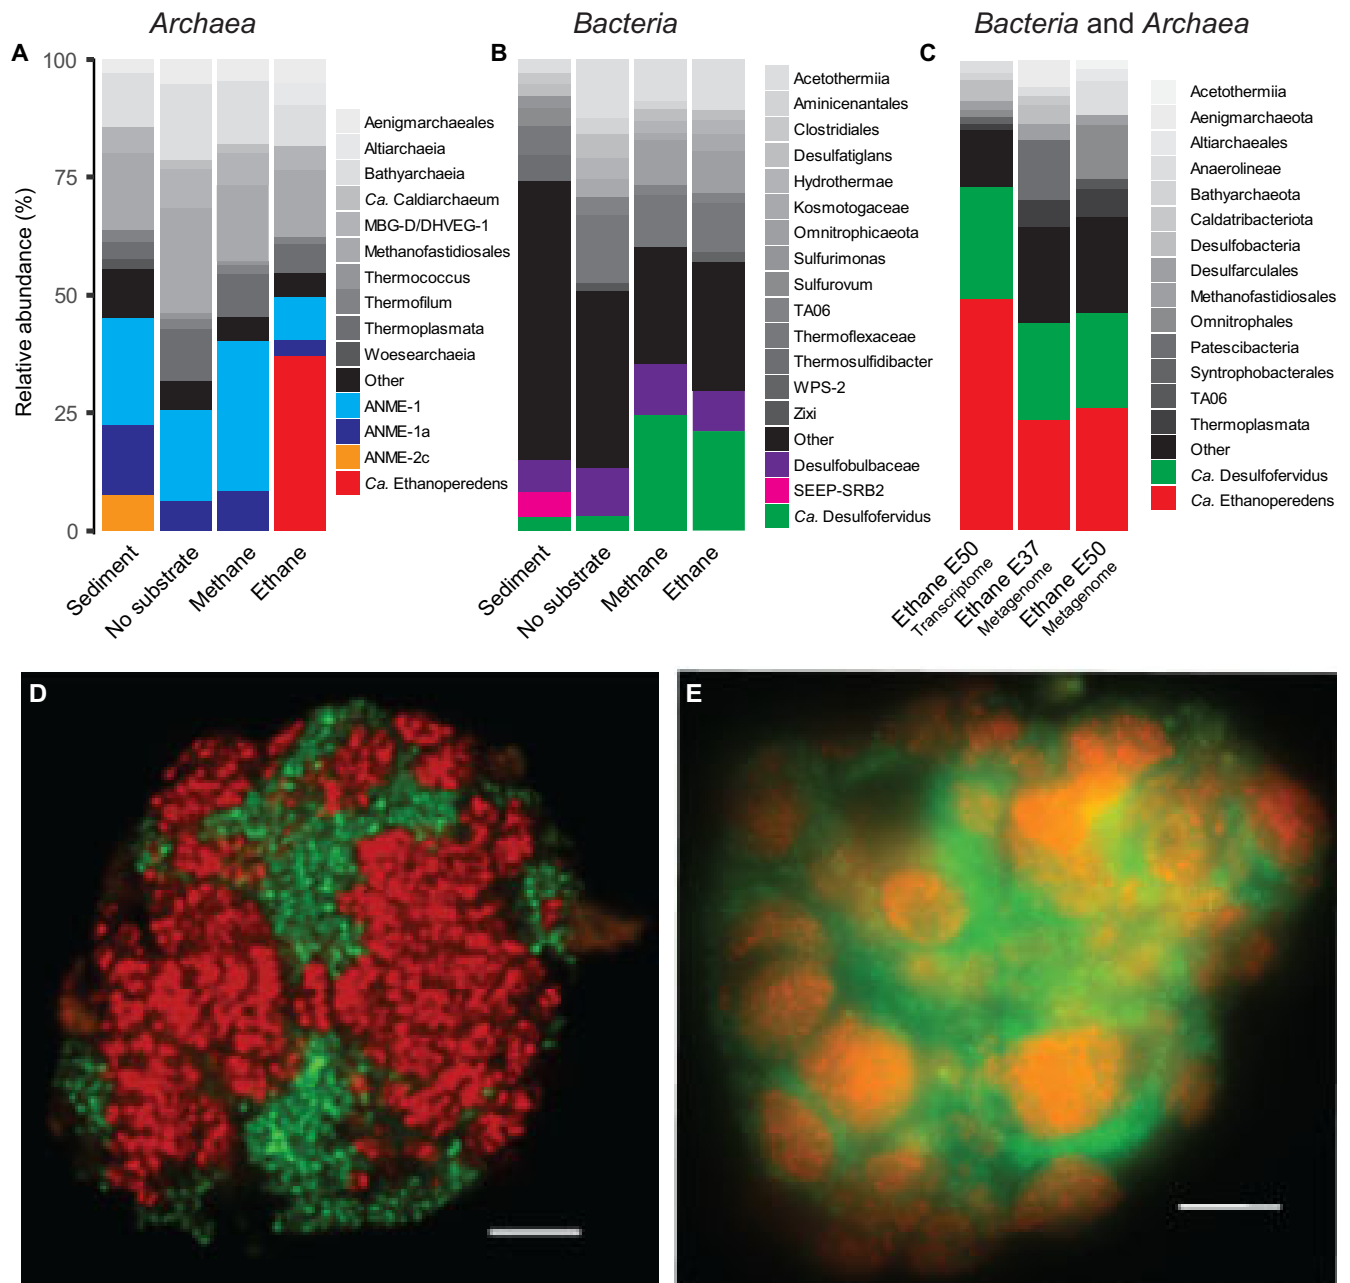 Archaea
Bacteria
Bacteria and Archaea
A
B
C
Relative abundance (%)
100
75
50
25
0
Aenigmarchaeales
Altiarchaeia
Bathyarchaeia
Ca. Caldiarchaeum
MBG-D/DHVEG-1
Methanofastidiosales
Thermococcus
Thermofilum
Thermoplasmata
Woesearchaeia
Other
ANME-1
ANME-1a
ANME-2c
Ca. Ethanoperedens
Sediment
No substrate
Methane
Ethane
Acetothermiia
Aminicenantales
Clostridiales
Desulfatiglans
Hydrothermae
Kosmotogaceae
Omnitrophicaeota
Sulfurimonas
Sulfurovum
TA06
Thermoflexaceae
Thermosulfidibacter
WPS-2
Zixi
Other
Desulfobulbaceae
SEEP-SRB2
Ca. Desulfofervidus
Sediment
No substrate
Methane
Ethane
Acetothermiia
Aenigmarchaeota
Altiarchaeales
Anaerolineae
Bathyarchaeota
Caldatribacteriota
Desulfobacteria
Desulfarculales
Methanofastidiosales
Omnitrophales
Patescibacteria
Syntrophobacterales
TA06
Thermoplasmata
Other
Ca. Desulfofervidus
Ca. Ethanoperedens
Ethane E50
Transcriptome
Ethane E37
Metagenome
Ethane E50
Metagenome
D
E